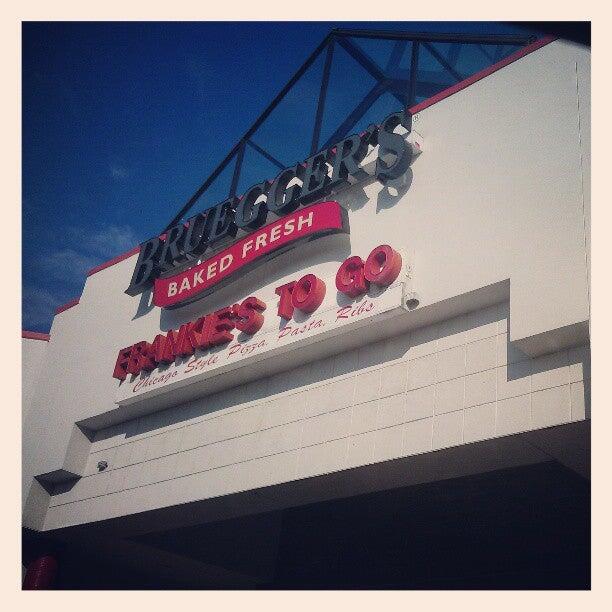 BRUEGGER'S
BAKED FRESH
FRANKIE'S TO GO
Chicago Style Pizza, Pasta, Ribs